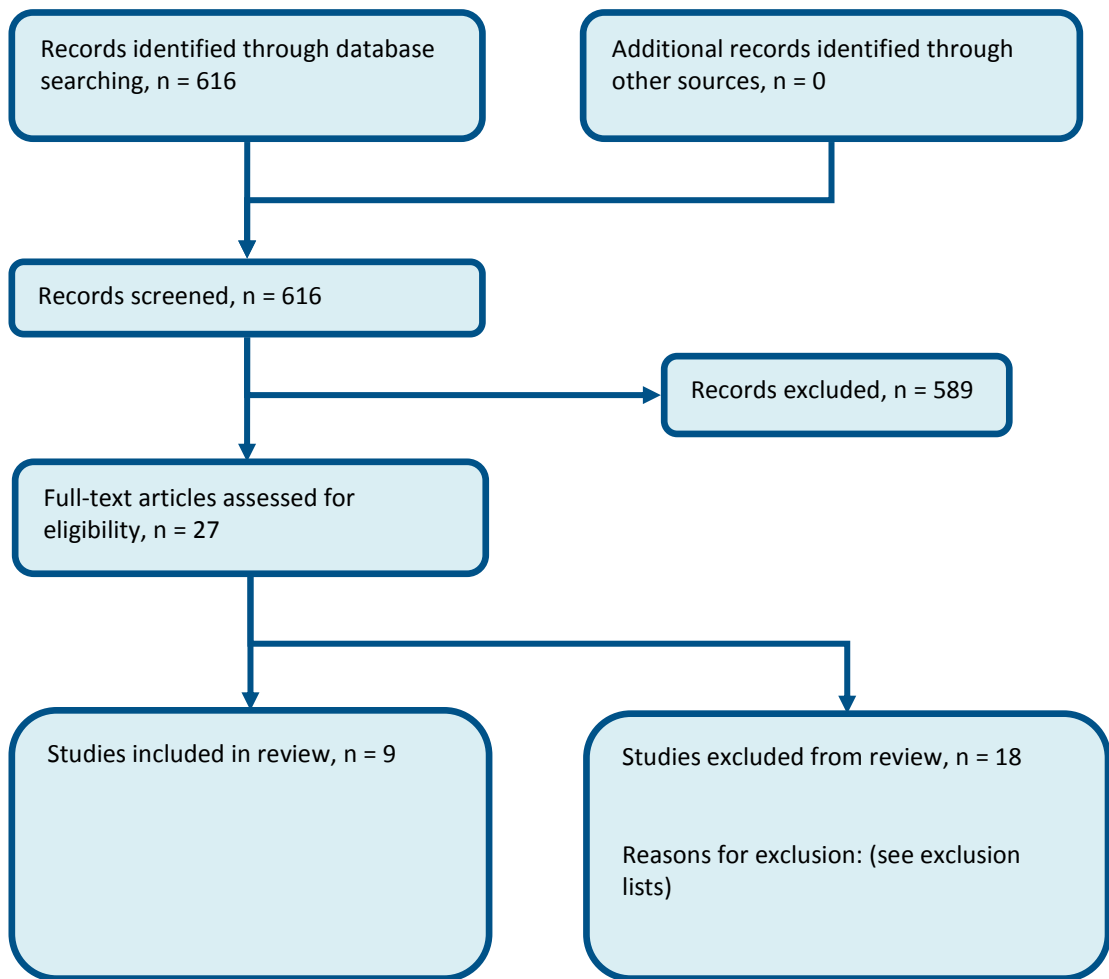 Records identified through database
searching, n = 616
Additional records identified through
other sources, n = 0
Records screened, n = 616
Records excluded, n = 589
Full-text articles assessed for
eligibility, n = 27
Studies included in review, n = 9
Studies excluded from review, n = 18
Reasons for exclusion: (see exclusion
lists)